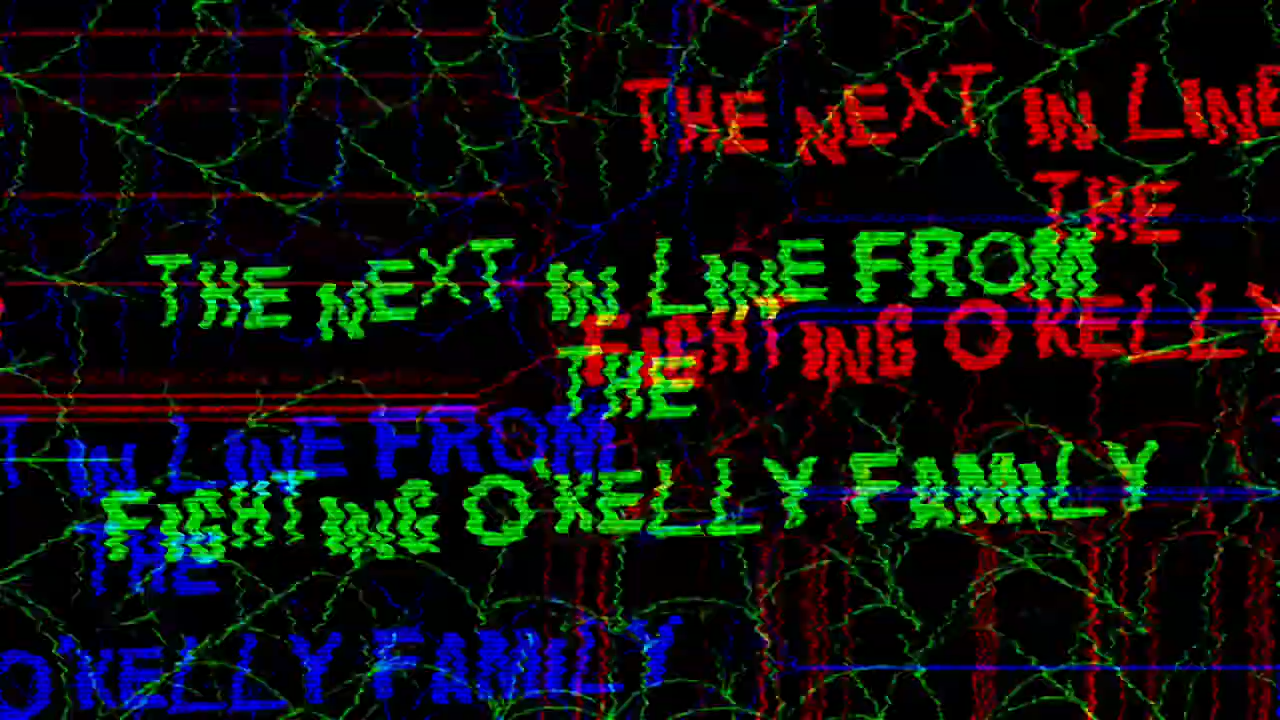 THE NEXT IN LINE
THE
THE NEXT IN LINE FROM
FIGHTING O'KELLY
THE
IN LINE FROM
FIGHTING O'KELLY FAMILY
THE
O'KELLY FAMILY